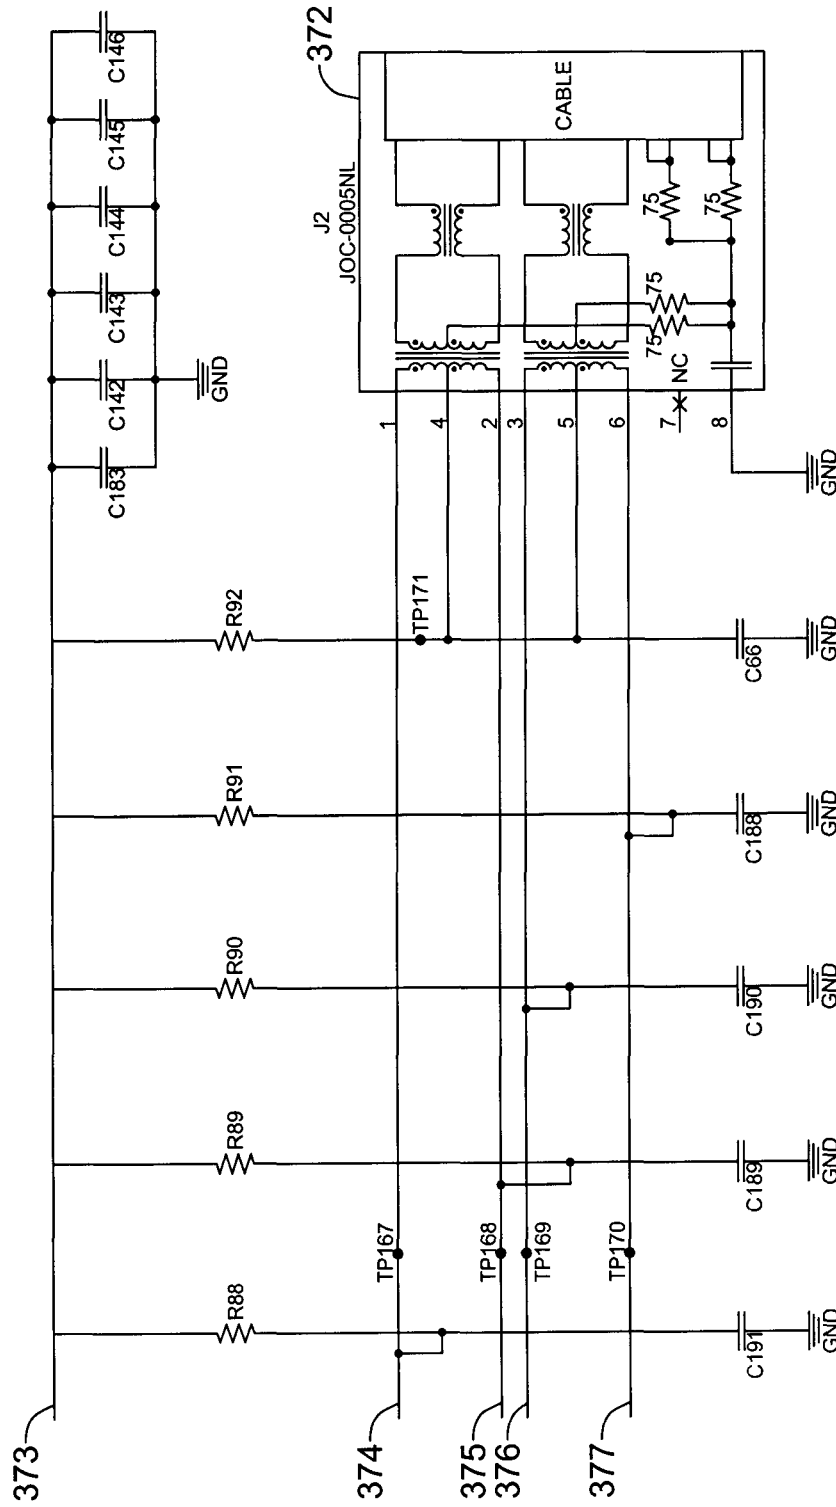 373
374
375
376
377
R88
R89
R90
R91
R92
C183
C142
C143
C144
C145
C146
GND
372
J2
JOC-0005NL
CABLE
75
75
75
75
NC
1
4
2
3
5
6
7
8
GND
TP167
TP168
TP169
TP170
TP171
C191
C189
C190
C188
C66
GND
GND
GND
GND
GND